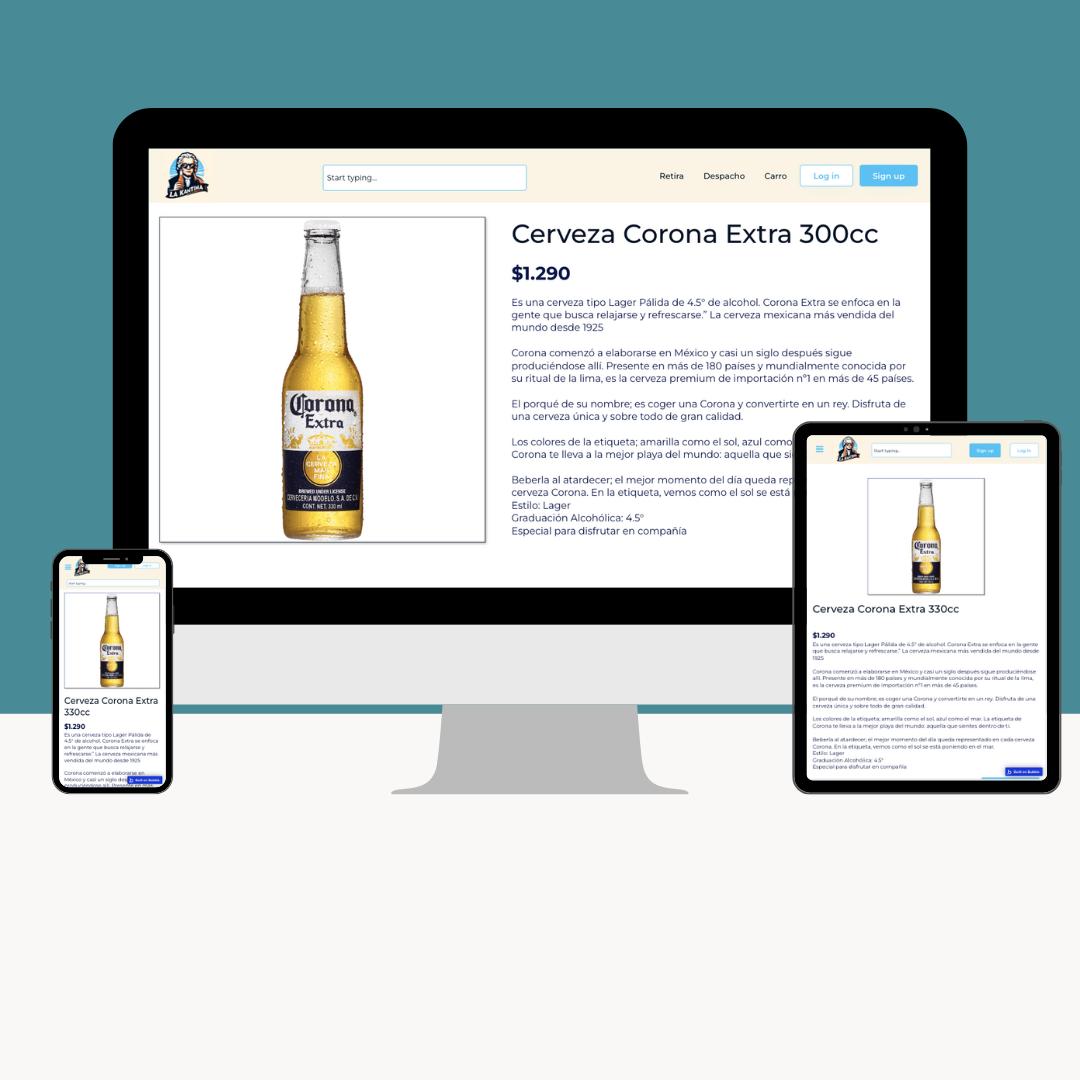 LA KANTINA
Start typing...
Retira
Despacho
Carro
Log in
Sign up
Corona
Extra
LA
CERVEZA
MAS
FINA
BREWED UNDER LICENSE
CERVECERIA MODELO, S.A. DE C.V.
CONT. NET. 330 ml
Cerveza Corona Extra 300cc
$1.290
Es una cerveza tipo Lager Pálida de 4.5° de alcohol. Corona Extra se enfoca en la
gente que busca relajarse y refrescarse.” La cerveza mexicana más vendida del
mundo desde 1925
Corona comenzó a elaborarse en México y casi un siglo después sigue
produciéndose allí. Presente en más de 180 países y mundialmente conocida por
su ritual de la lima, es la cerveza premium de importación nº1 en más de 45 países.
El porqué de su nombre; es coger una Corona y convertirte en un rey. Disfruta de
una cerveza única y sobre todo de gran calidad.
Los colores de la etiqueta; amarilla como el sol, azul como
Corona te lleva a la mejor playa del mundo: aquella que si
Beberla al atardecer; el mejor momento del día queda rep
cerveza Corona. En la etiqueta, vemos como el sol se está
Estilo: Lager
Graduación Alcohólica: 4.5°
Especial para disfrutar en compañía
Start typing...
Sign up
Log in
Corona
Extra
Cerveza Corona Extra 330cc
$1.290
Es una cerveza tipo Lager Pálida de 4.5° de alcohol. Corona Extra se enfoca en la gente
que busca relajarse y refrescarse.” La cerveza mexicana más vendida del mundo desde
1925
Corona comenzó a elaborarse en México y casi un siglo después sigue produciéndose
allí. Presente en más de 180 países y mundialmente conocida por su ritual de la lima,
es la cerveza premium de importación nº1 en más de 45 países.
El porqué de su nombre; es coger una Corona y convertirte en un rey. Disfruta de una
cerveza única y sobre todo de gran calidad.
Los colores de la etiqueta; amarilla como el sol, azul como el mar. La etiqueta de
Corona te lleva a la mejor playa del mundo: aquella que sientes dentro de ti.
Beberla al atardecer; el mejor momento del día queda representado en cada cerveza
Corona. En la etiqueta, vemos como el sol se está poniendo en el mar.
Estilo: Lager
Graduación Alcohólica: 4.5°
Especial para disfrutar en compañía
Built on Bubble
Start typing...
Corona
Extra
Cerveza Corona Extra
330cc
$1.290
Es una cerveza tipo Lager Pálida de
4.5° de alcohol. Corona Extra se enfoca
en la gente que busca relajarse y
refrescarse.” La cerveza mexicana más
vendida del mundo desde 1925
Corona comenzó a elaborarse en
México y casi un siglo des
Built on Bubble